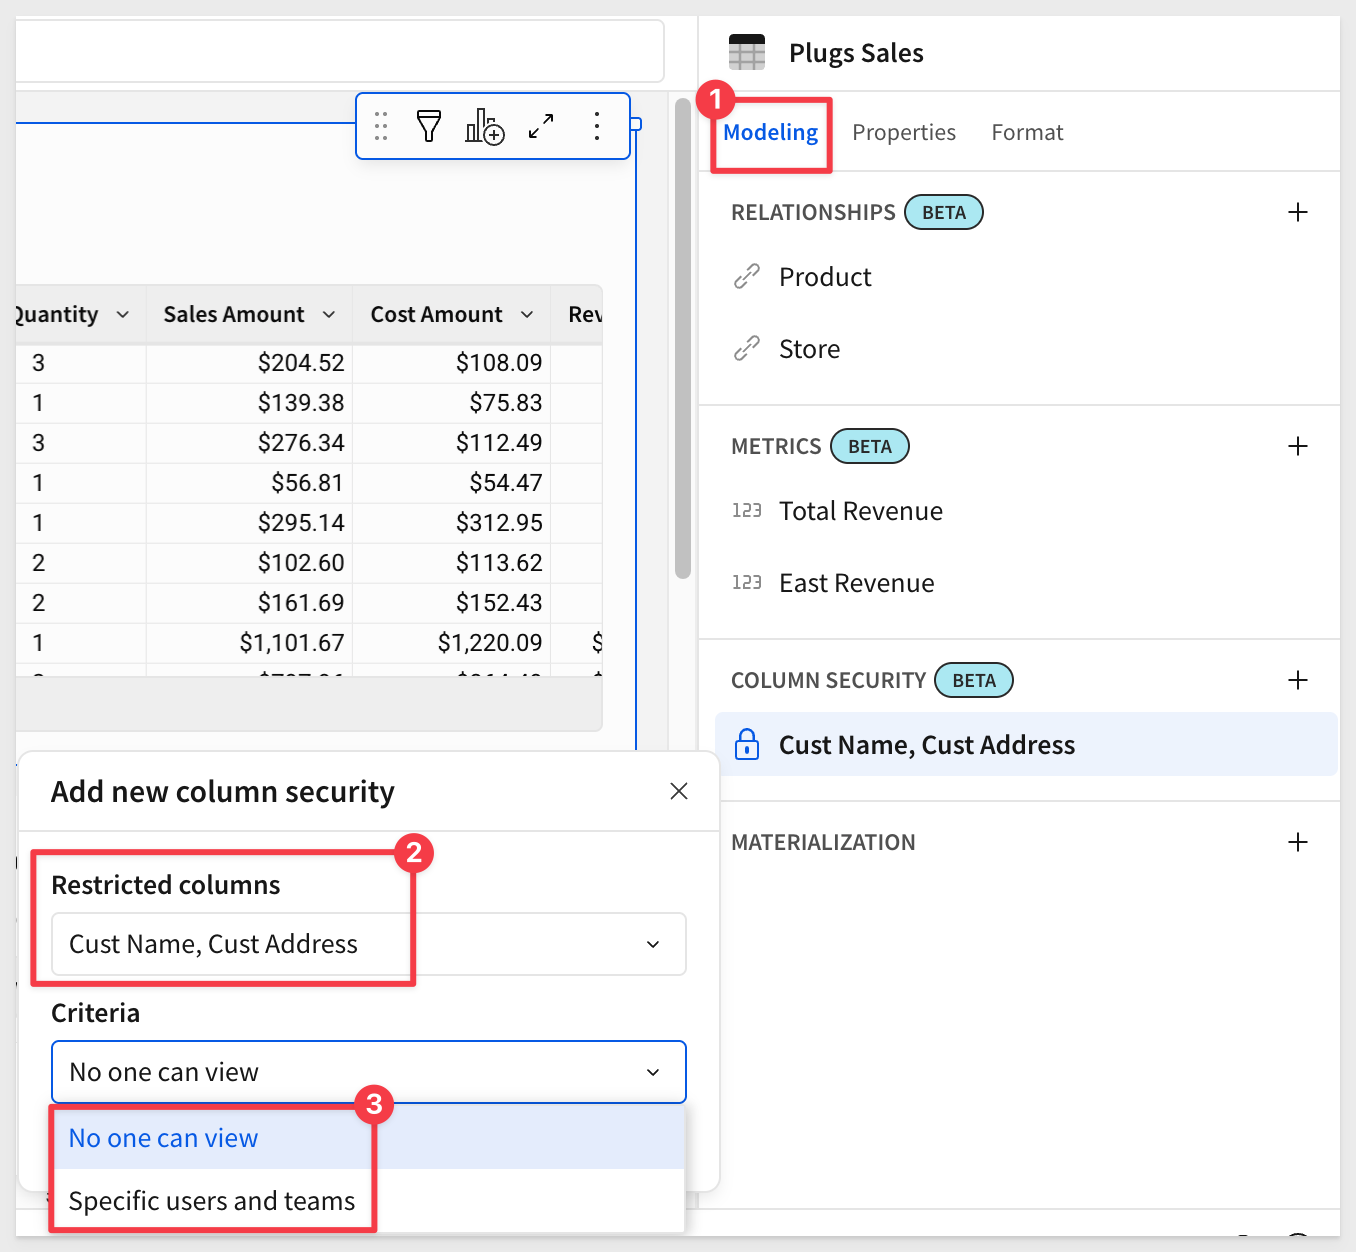 Plugs Sales
1
Modeling Properties Format
RELATIONSHIPS BETA
Product
Store
METRICS BETA
123 Total Revenue
123 East Revenue
COLUMN SECURITY BETA
Cust Name, Cust Address
MATERIALIZATION
Quantity Sales Amount Cost Amount Rev
3 $204.52 $108.09
1 $139.38 $75.83
3 $276.34 $112.49
1 $56.81 $54.47
1 $295.14 $312.95
2 $102.60 $113.62
2 $161.69 $152.43
1 $1,101.67 $1,220.09 $
Add new column security
2
Restricted columns
Cust Name, Cust Address
Criteria
No one can view
3
No one can view
Specific users and teams